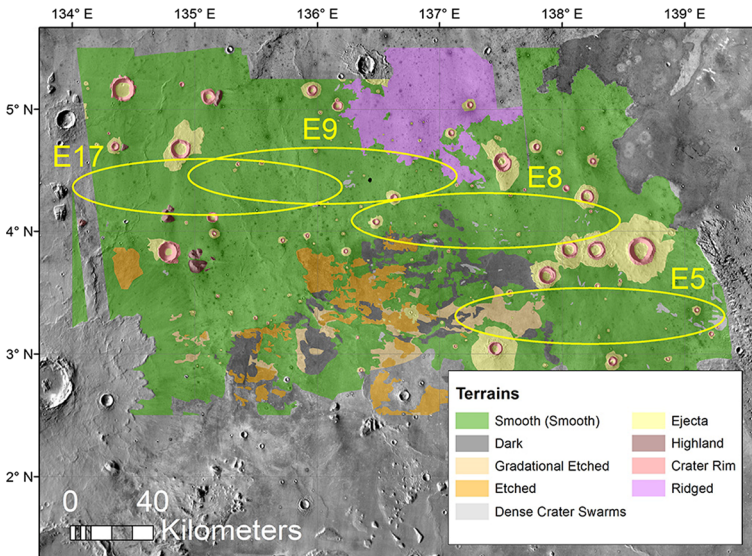 134° E 135° E 136° E 137° E 138° E 139° E
5° N
E9
E17
E8
4° N
E5
3° N
2° N
0 40
Kilometers
Terrains
Smooth (Smooth)
Dark
Gradational Etched
Etched
Dense Crater Swarms
Ejecta
Highland
Crater Rim
Ridged